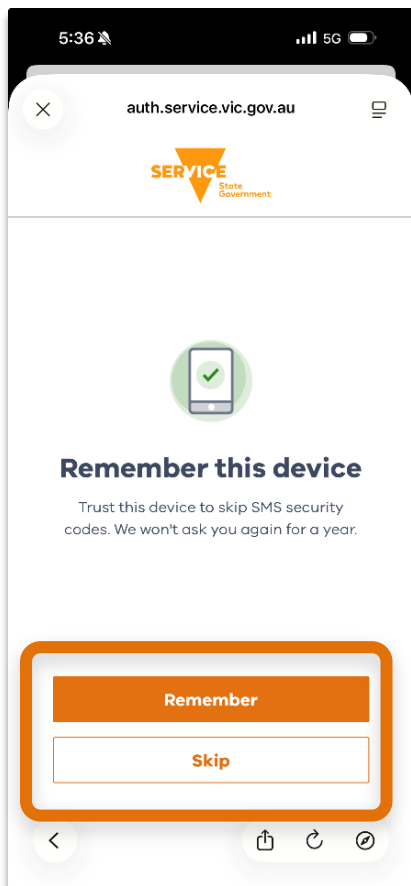 5:36
5G
auth.service.vic.gov.au
SERVICE
State
Government
Remember this device
Trust this device to skip SMS security
codes. We won't ask you again for a year.
Remember
Skip